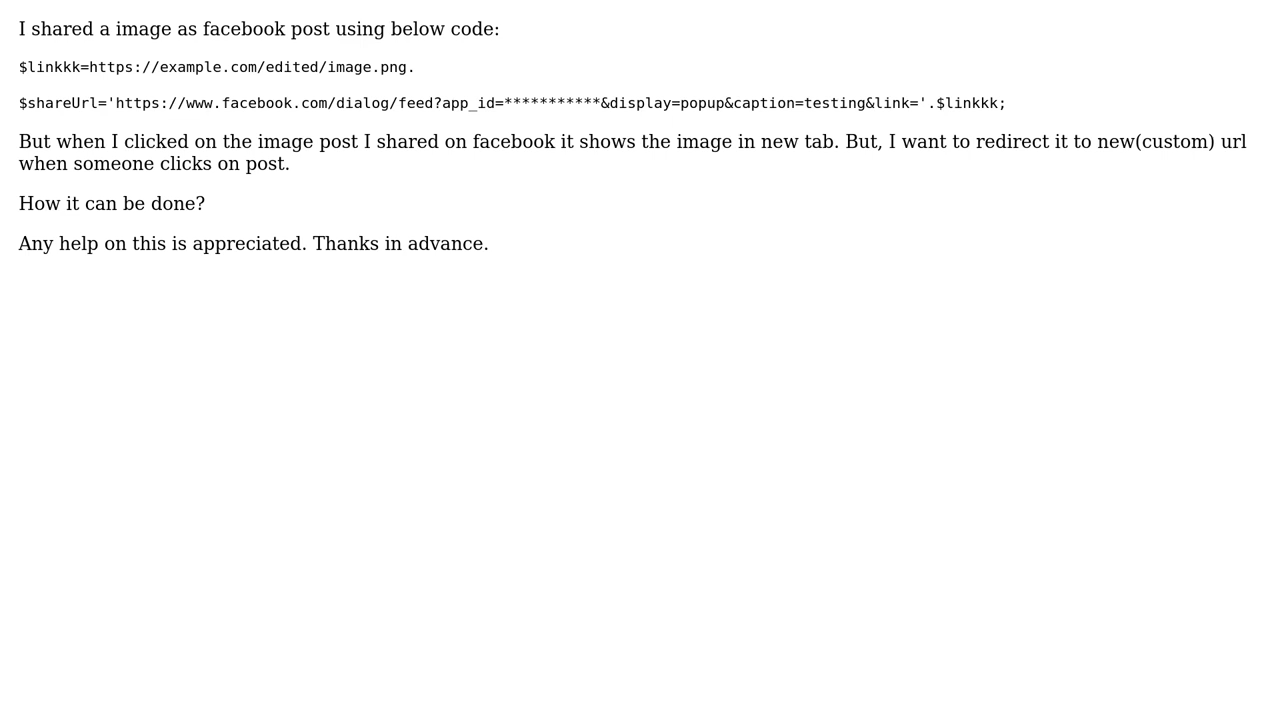 I shared a image as facebook post using below code:
$linkkk=https://example.com/edited/image.png.
$shareUrl='https://www.facebook.com/dialog/feed?app_id=***********&display=popup&caption=testing&link='.$linkkk;
But when I clicked on the image post I shared on facebook it shows the image in new tab. But, I want to redirect it to new(custom) url
when someone clicks on post.
How it can be done?
Any help on this is appreciated. Thanks in advance.